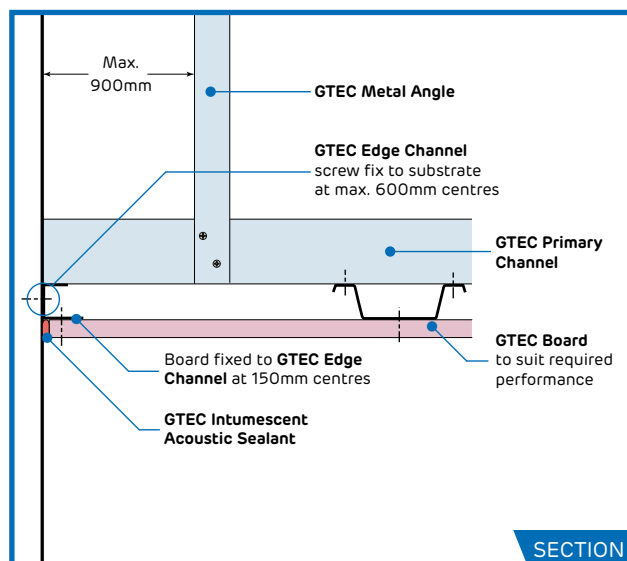 Max.
900mm
GTEC Metal Angle
GTEC Edge Channel
screw fix to substrate
at max. 600mm centres
GTEC Primary
Channel
GTEC Board
to suit required
performance
Board fixed to GTEC Edge
Channel at 150mm centres
GTEC Intumescent
Acoustic Sealant
SECTION